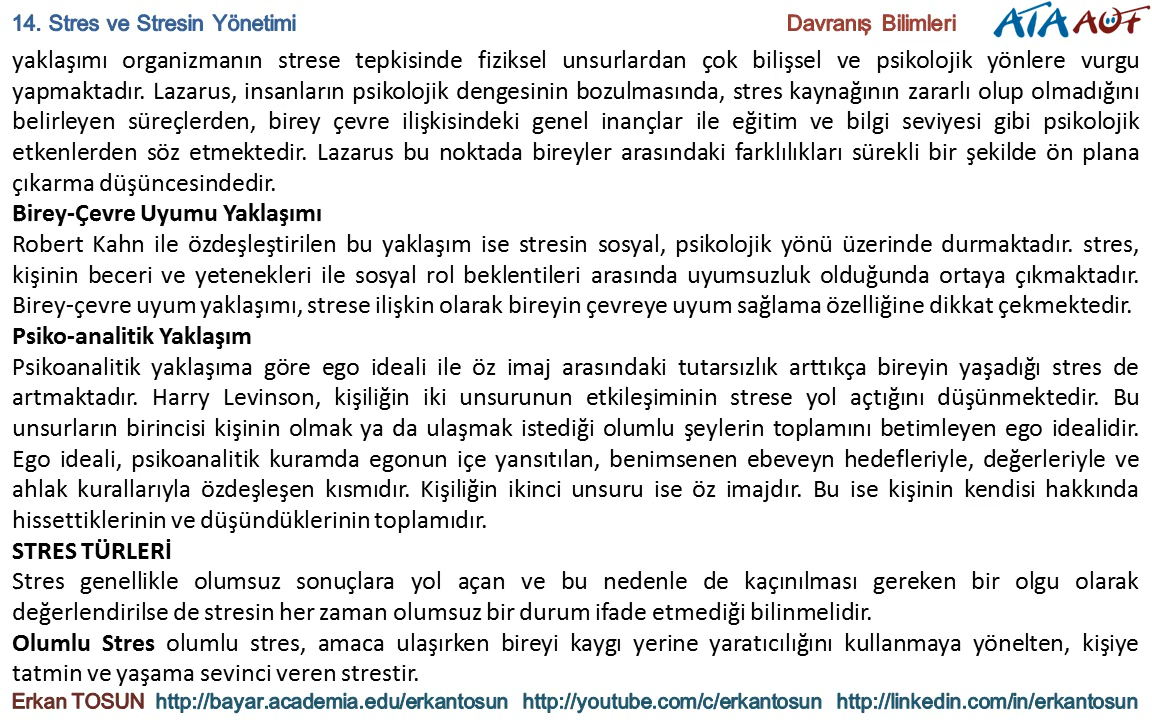 14. Stres ve Stresin Yönetimi Davranış Bilimleri ATA AÖF
yaklaşımı organizmanın strese tepkisinde fiziksel unsurlardan çok bilişsel ve psikolojik yönlere vurgu
yapmaktadır. Lazarus, insanların psikolojik dengesinin bozulmasında, stres kaynağının zararlı olup olmadığını
belirleyen süreçlerden, birey çevre ilişkisindeki genel inançlar ile eğitim ve bilgi seviyesi gibi psikolojik
etkenlerden söz etmektedir. Lazarus bu noktada bireyler arasındaki farklılıkları sürekli bir şekilde ön plana
çıkarma düşüncesindedir.
Birey-Çevre Uyumu Yaklaşımı
Robert Kahn ile özdeşleştirilen bu yaklaşım ise stresin sosyal, psikolojik yönü üzerinde durmaktadır. stres,
kişinin beceri ve yetenekleri ile sosyal rol beklentileri arasında uyumsuzluk olduğunda ortaya çıkmaktadır.
Birey-çevre uyum yaklaşımı, strese ilişkin olarak bireyin çevreye uyum sağlama özelliğine dikkat çekmektedir.
Psiko-analitik Yaklaşım
Psikoanalitik yaklaşıma göre ego ideali ile öz imaj arasındaki tutarsızlık arttıkça bireyin yaşadığı stres de
artmaktadır. Harry Levinson, kişiliğin iki unsurunun etkileşiminin strese yol açtığını düşünmektedir. Bu
unsurların birincisi kişinin olmak ya da ulaşmak istediği olumlu şeylerin toplamını betimleyen ego idealidir.
Ego ideali, psikoanalitik kuramda egonun içe yansıtılan, benimsenen ebeveyn hedefleriyle, değerleriyle ve
ahlak kurallarıyla özdeşleşen kısmıdır. Kişiliğin ikinci unsuru ise öz imajdır. Bu ise kişinin kendisi hakkında
hissettiklerinin ve düşündüklerinin toplamıdır.
STRES TÜRLERİ
Stres genellikle olumsuz sonuçlara yol açan ve bu nedenle de kaçınılması gereken bir olgu olarak
değerlendirilse de stresin her zaman olumsuz bir durum ifade etmediği bilinmelidir.
Olumlu Stres olumlu stres, amaca ulaşırken bireyi kaygı yerine yaratıcılığını kullanmaya yönelten, kişiye
tatmin ve yaşama sevinci veren strestir.
Erkan TOSUN http://bayar.academia.edu/erkantosun http://youtube.com/c/erkantosun http://linkedin.com/in/erkantosun